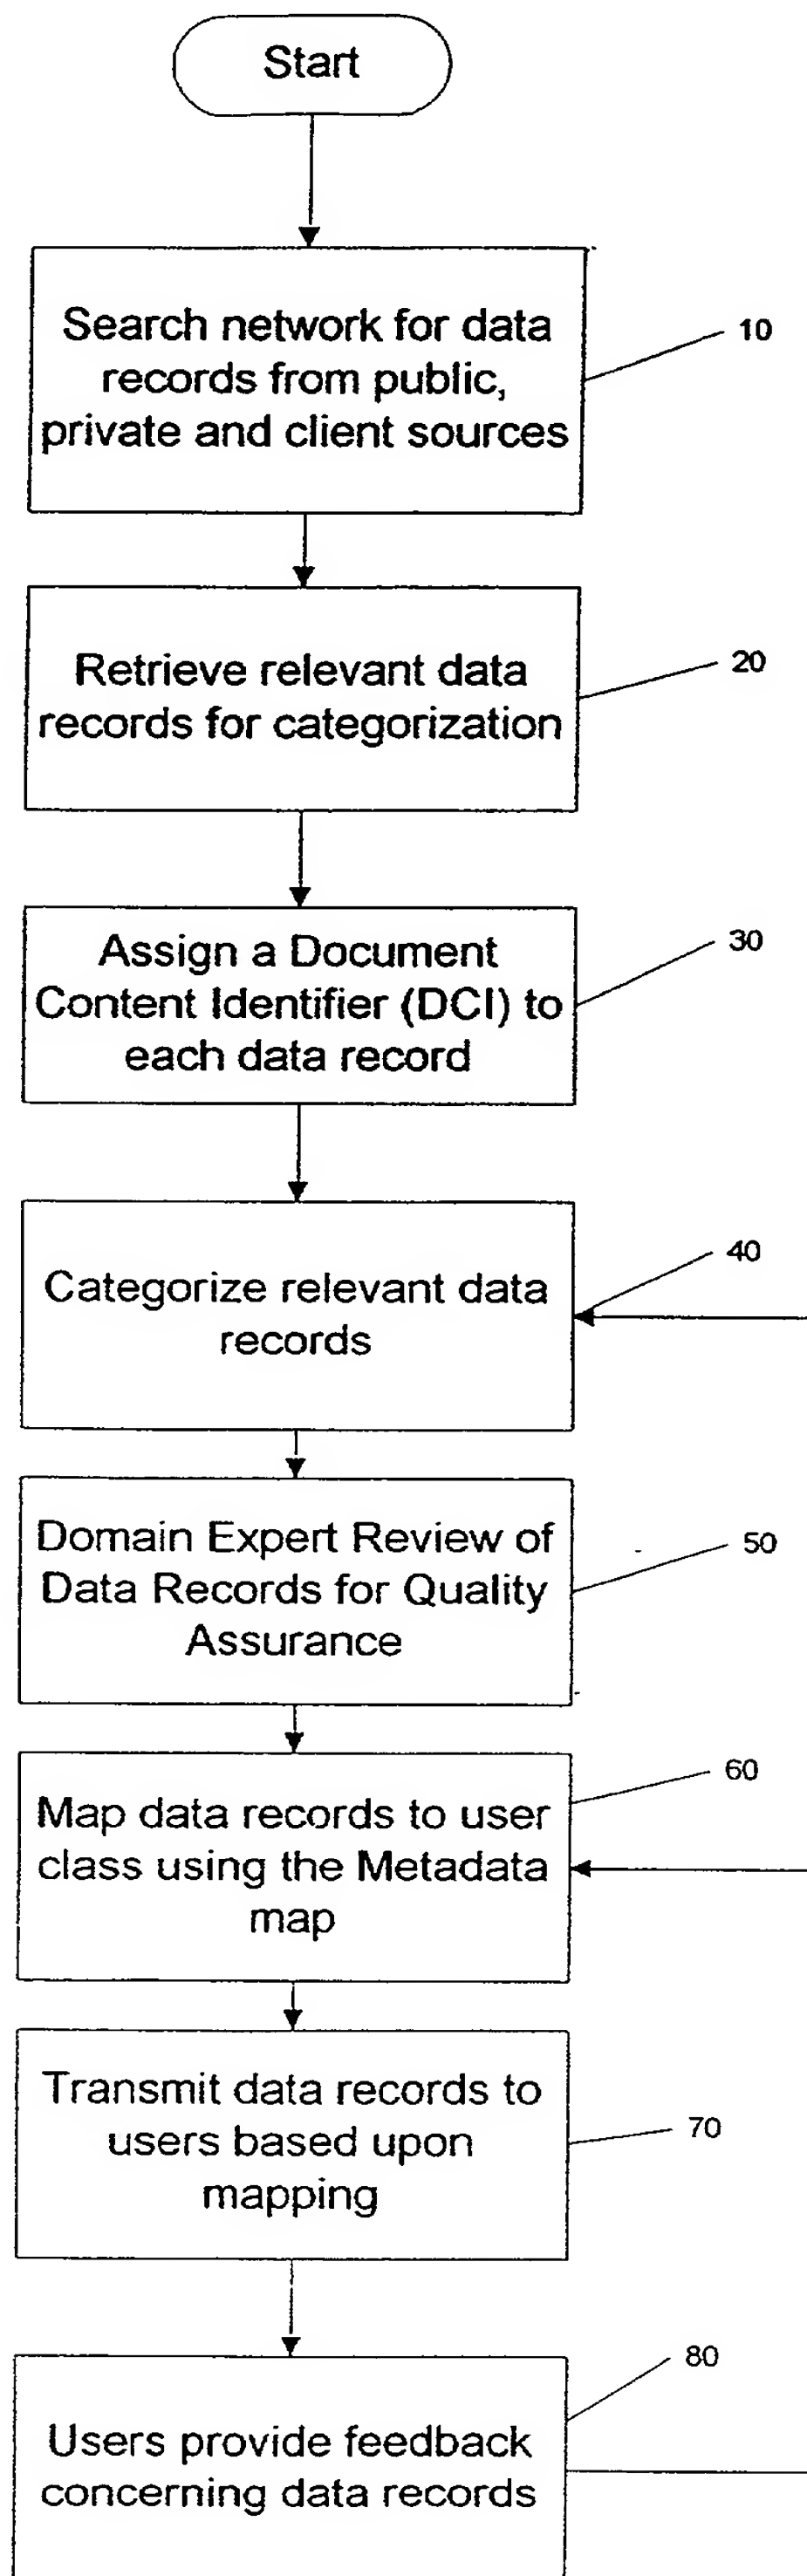 Start
Search network for data
records from public,
private and client sources
10
Retrieve relevant data
records for categorization
20
Assign a Document
Content Identifier (DCI) to
each data record
30
Categorize relevant data
records
40
Domain Expert Review of
Data Records for Quality
Assurance
50
Map data records to user
class using the Metadata
map
60
Transmit data records to
users based upon
mapping
70
Users provide feedback
concerning data records
80